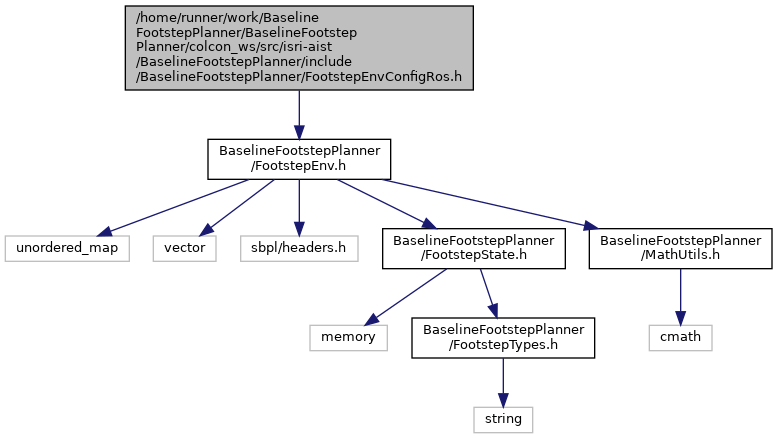 /home/runner/work/Baseline
FootstepPlanner/BaselineFootstep
Planner/colcon_ws/src/isri-aist
/BaselineFootstepPlanner/include
/BaselineFootstepPlanner/FootstepEnvConfigRos.h
BaselineFootstepPlanner
/FootstepEnv.h
unordered_map
vector
sbpl/headers.h
BaselineFootstepPlanner
/FootstepState.h
BaselineFootstepPlanner
/MathUtils.h
memory
BaselineFootstepPlanner
/FootstepTypes.h
cmath
string